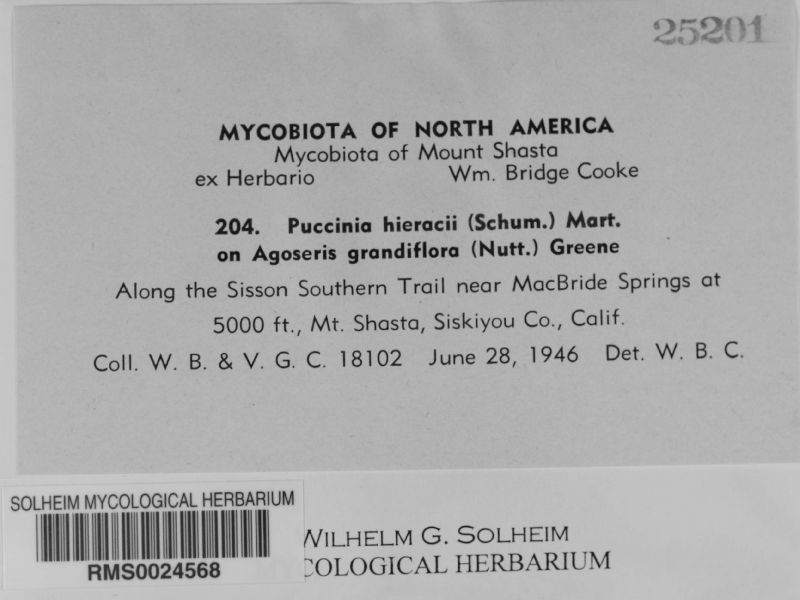 25201
MYCOBIOTA OF NORTH AMERICA
Mycobiota of Mount Shasta
ex Herbario Wm. Bridge Cooke
204. Puccinia hieracii (Schum.) Mart.
on Agoseris grandiflora (Nutt.) Greene
Along the Sisson Southern Trail near MacBride Springs at
5000 ft., Mt. Shasta, Siskiyou Co., Calif.
Coll. W. B. & V. G. C. 18102 June 28, 1946 Det. W. B. C.
SOLHEIM MYCOLOGICAL HERBARIUM
RMS0024568
WILHELM G. SOLHEIM
COLOGICAL HERBARIUM